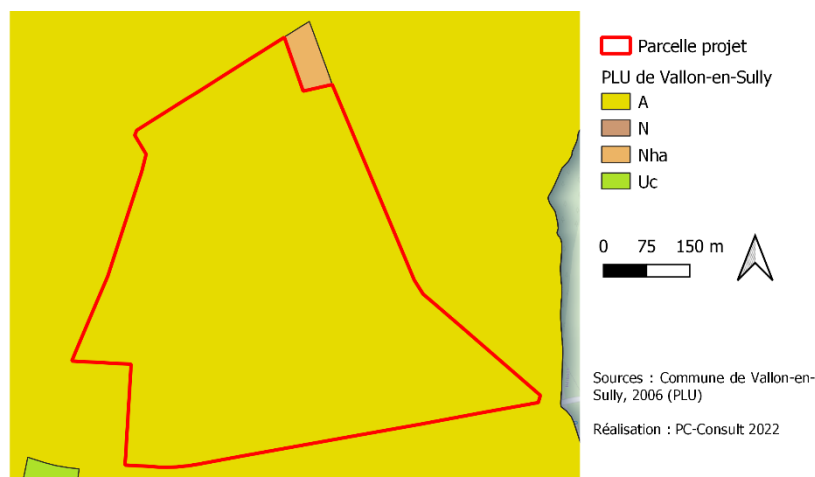 Parcelle projet
PLU de Vallon-en-Sully
A
N
Nha
Uc
0 75 150 m
Sources : Commune de Vallon-en-
Sully, 2006 (PLU)
Réalisation : PC-Consult 2022